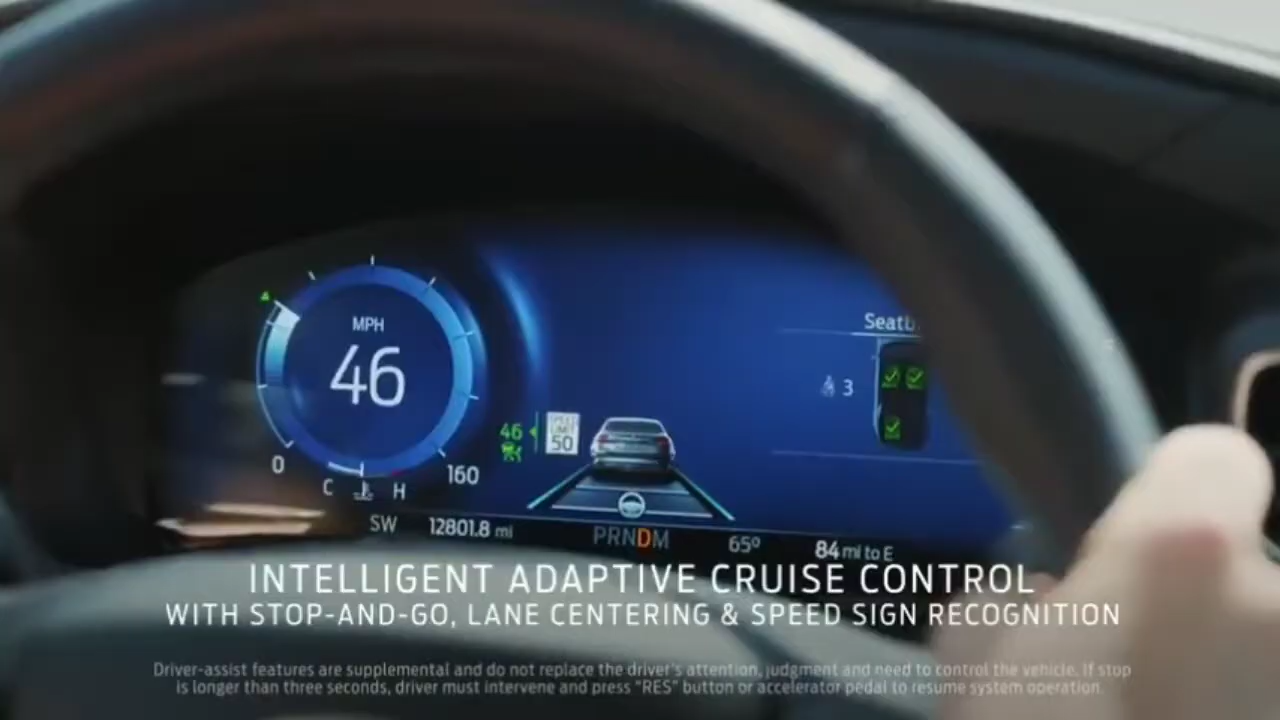 MPH
46
0
160
C H
46
SPEED LIMIT 50
3
SW 12801.8 mi PRNDM 65° 84 mi to E
INTELLIGENT ADAPTIVE CRUISE CONTROL
WITH STOP-AND-GO, LANE CENTERING & SPEED SIGN RECOGNITION
Driver-assist features are supplemental and do not replace the driver's attention, judgment and need to control the vehicle. If stop
is longer than three seconds, driver must intervene and press "RES" button or accelerator pedal to resume system operation.